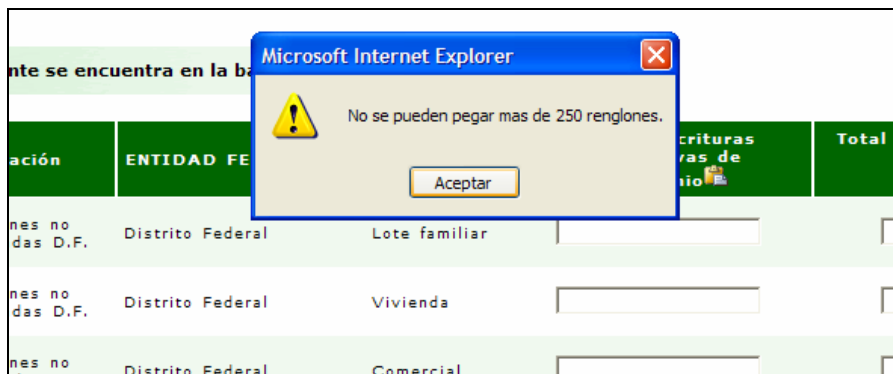 Microsoft Internet Explorer
nte se encuentra en la ba
No se pueden pegar mas de 250 renglones.
Aceptar
ación ENTIDAD FE crituras Total
vas de
nio
nes no
das D.F. Distrito Federal Lote familiar
nes no
das D.F. Distrito Federal Vivienda
nes no
Distrito Federal Comercial